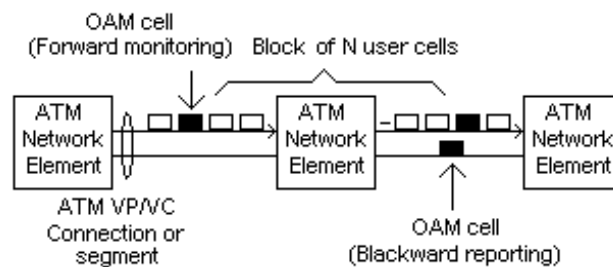 OAM cell
(Forward monitoring)
Block of N user cells
ATM
Network
Element
ATM
Network
Element
ATM
Network
Element
ATM VP/VC
Connection or
segment
OAM cell
(Blackward reporting)